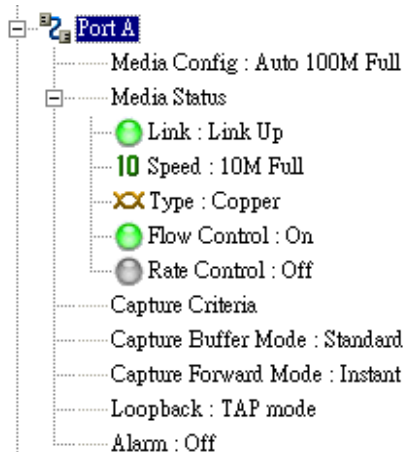 Port A
Media Config : Auto 100M Full
Media Status
Link : Link Up
10 Speed : 10M Full
Type : Copper
Flow Control : On
Rate Control : Off
Capture Criteria
Capture Buffer Mode : Standard
Capture Forward Mode : Instant
Loopback : TAP mode
Alarm : Off